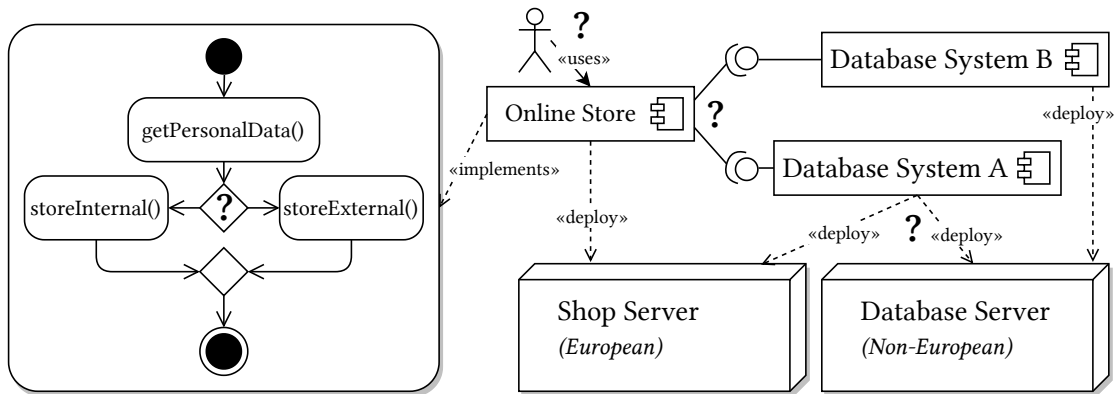 getPersonalData()
?
storeInternal()
storeExternal()
?
«uses»
Online Store
?
«implements»
«deploy»
Database System B
«deploy»
Database System A
«deploy»
?
«deploy»
Shop Server
(European)
Database Server
(Non-European)